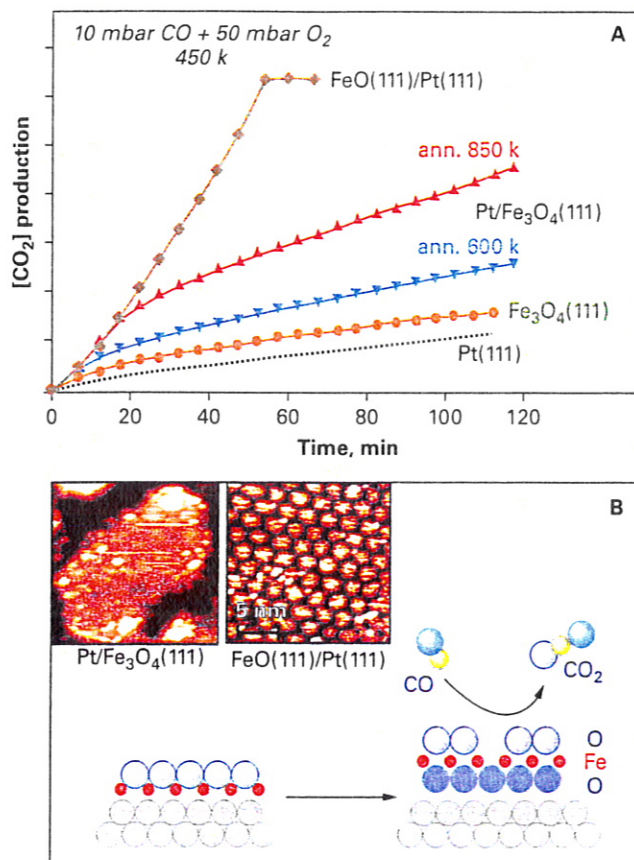 10 mbar CO + 50 mbar O₂
450 k
A
FeO(111)/Pt(111)
ann. 850 k
Pt/Fe₃O₄(111)
ann. 600 k
Fe₃O₄(111)
Pt(111)
[CO₂] production
0 20 40 60 80 100 120
Time, min
B
5 nm
Pt/Fe₃O₄(111) FeO(111)/Pt(111)
CO CO₂
O
Fe
O